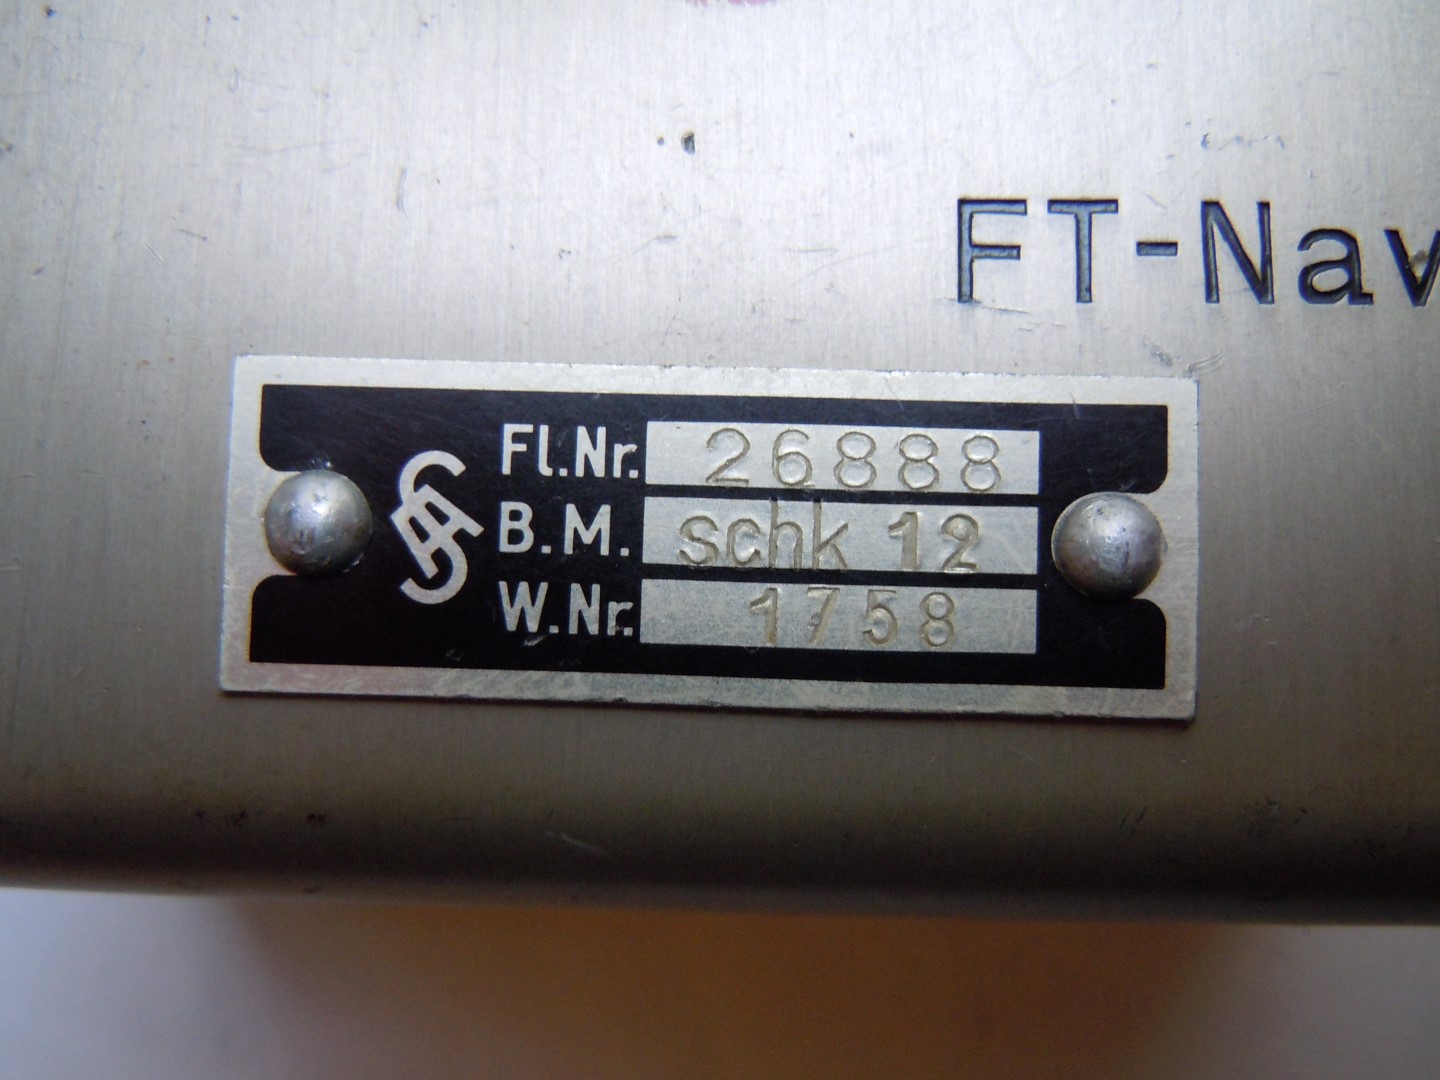 FT-Nav
Fl.Nr. 26888
B.M. schk 12
W.Nr. 1758